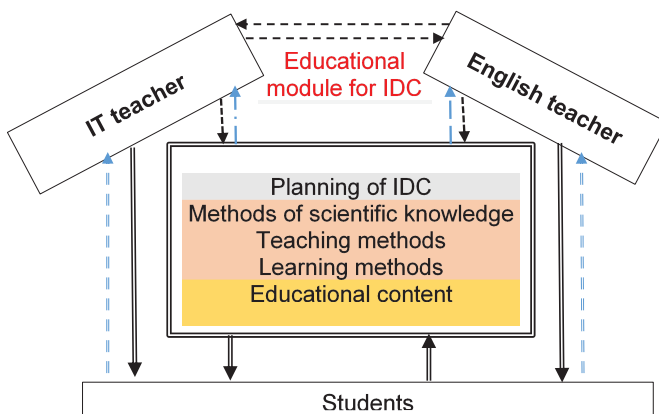 Educational
module for IDC
IT teacher
English teacher
Planning of IDC
Methods of scientific knowledge
Teaching methods
Learning methods
Educational content
Students